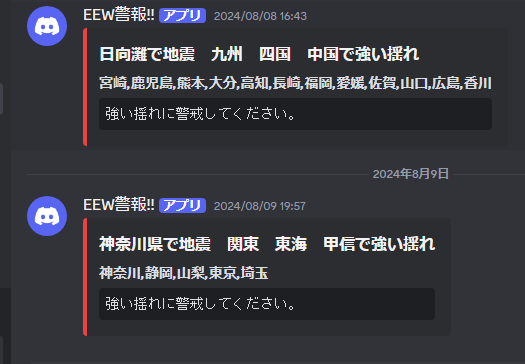 EEW警報!! アプリ 2024/08/08 16:43
日向灘で地震　九州　四国　中国で強い揺れ
宮崎,鹿児島,熊本,大分,高知,長崎,福岡,愛媛,佐賀,山口,広島,香川
強い揺れに警戒してください。
2024年8月9日
EEW警報!! アプリ 2024/08/09 19:57
神奈川県で地震　関東　東海　甲信で強い揺れ
神奈川,静岡,山梨,東京,埼玉
強い揺れに警戒してください。